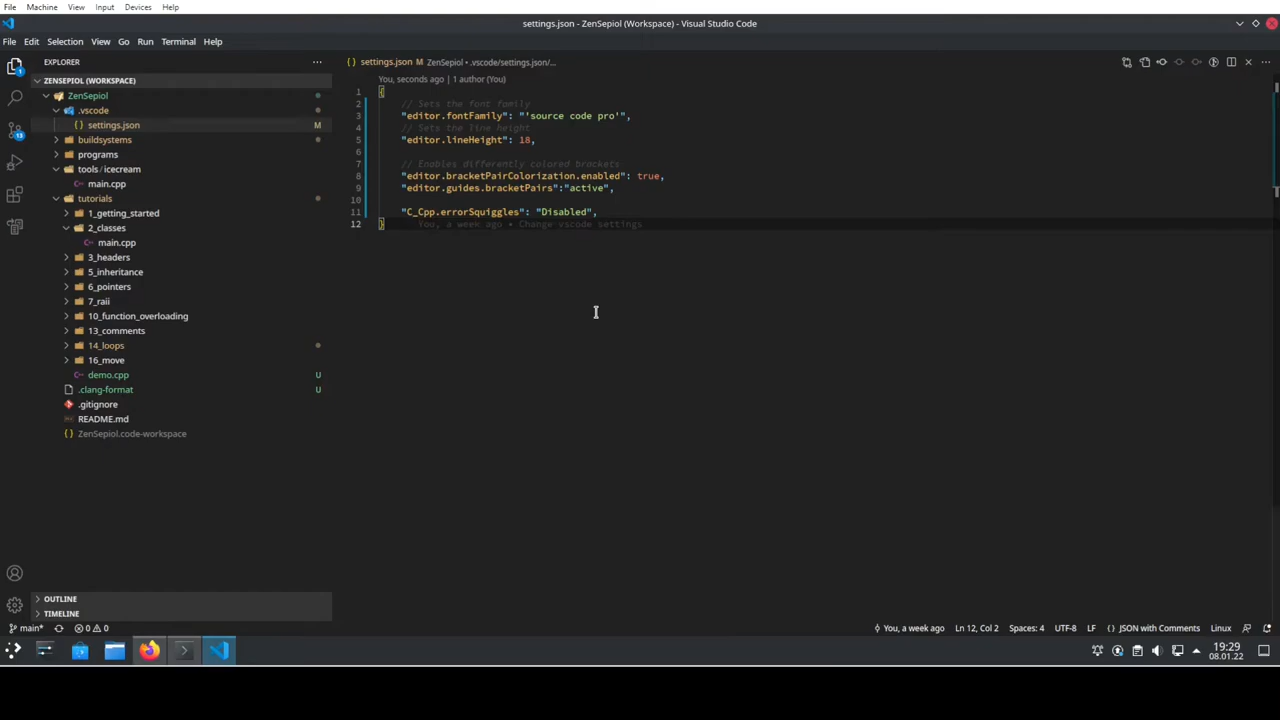 File Machine View Input Devices Help
settings.json - ZenSepiol (Workspace) - Visual Studio Code
File Edit Selection View Go Run Terminal Help
EXPLORER
settings.json M ZenSepiol • .vscode/settings.json/...
ZENSEPIOL (WORKSPACE)
You, seconds ago | 1 author (You)
ZenSepiol
.vscode
settings.json M
buildsystems
programs
tools / icecream
main.cpp
tutorials
1_getting_started
2_classes
main.cpp
3_headers
5_inheritance
6_pointers
7_raii
10_function_overloading
13_comments
14_loops
16_move
demo.cpp U
.clang-format U
.gitignore
README.md
ZenSepiol.code-workspace
1 {
2 // Sets the font family
3 "editor.fontFamily": "'source code pro'",
4 // Sets the line height
5 "editor.lineHeight": 18,
6
7 // Enables differently colored brackets
8 "editor.bracketPairColorization.enabled": true,
9 "editor.guides.bracketPairs":"active",
10
11 "C_Cpp.errorSquiggles": "Disabled",
12 } You, a week ago • Change vscode settings
1
13
OUTLINE
TIMELINE
main* 0 0 You, a week ago Ln 12, Col 2 Spaces: 4 UTF-8 LF {} JSON with Comments Linux
19:29
08.01.22